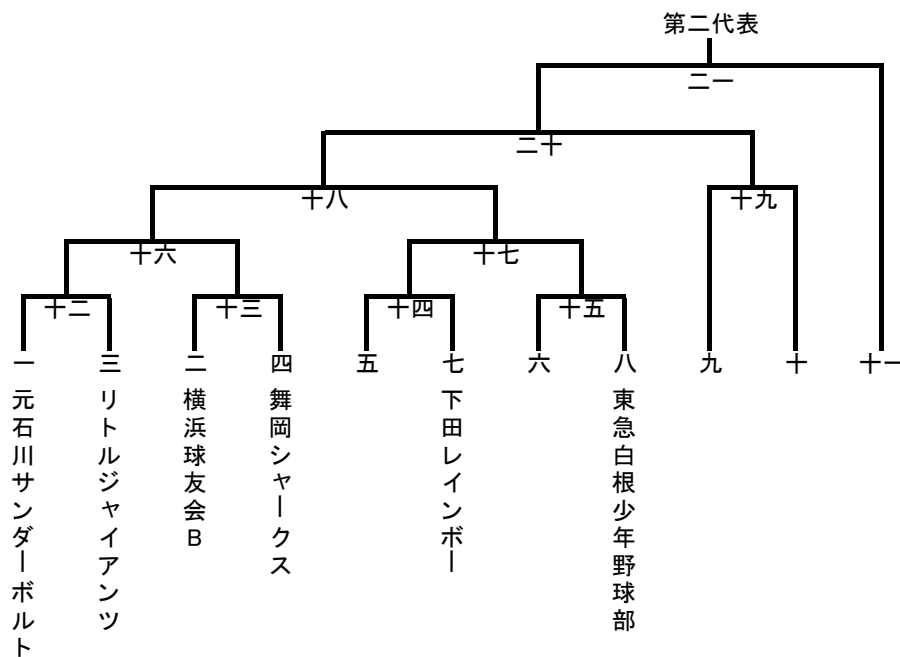 第二代表
二一
二十
十八
十九
十六
十七
十二
十三
十四
十五
一
三
二
四
五
七
六
八
九
十
十一
元石川サンダーボルト
リトルジャイアンツ
横浜球友会B
舞岡シャークス
下田レインボー
東急白根少年野球部